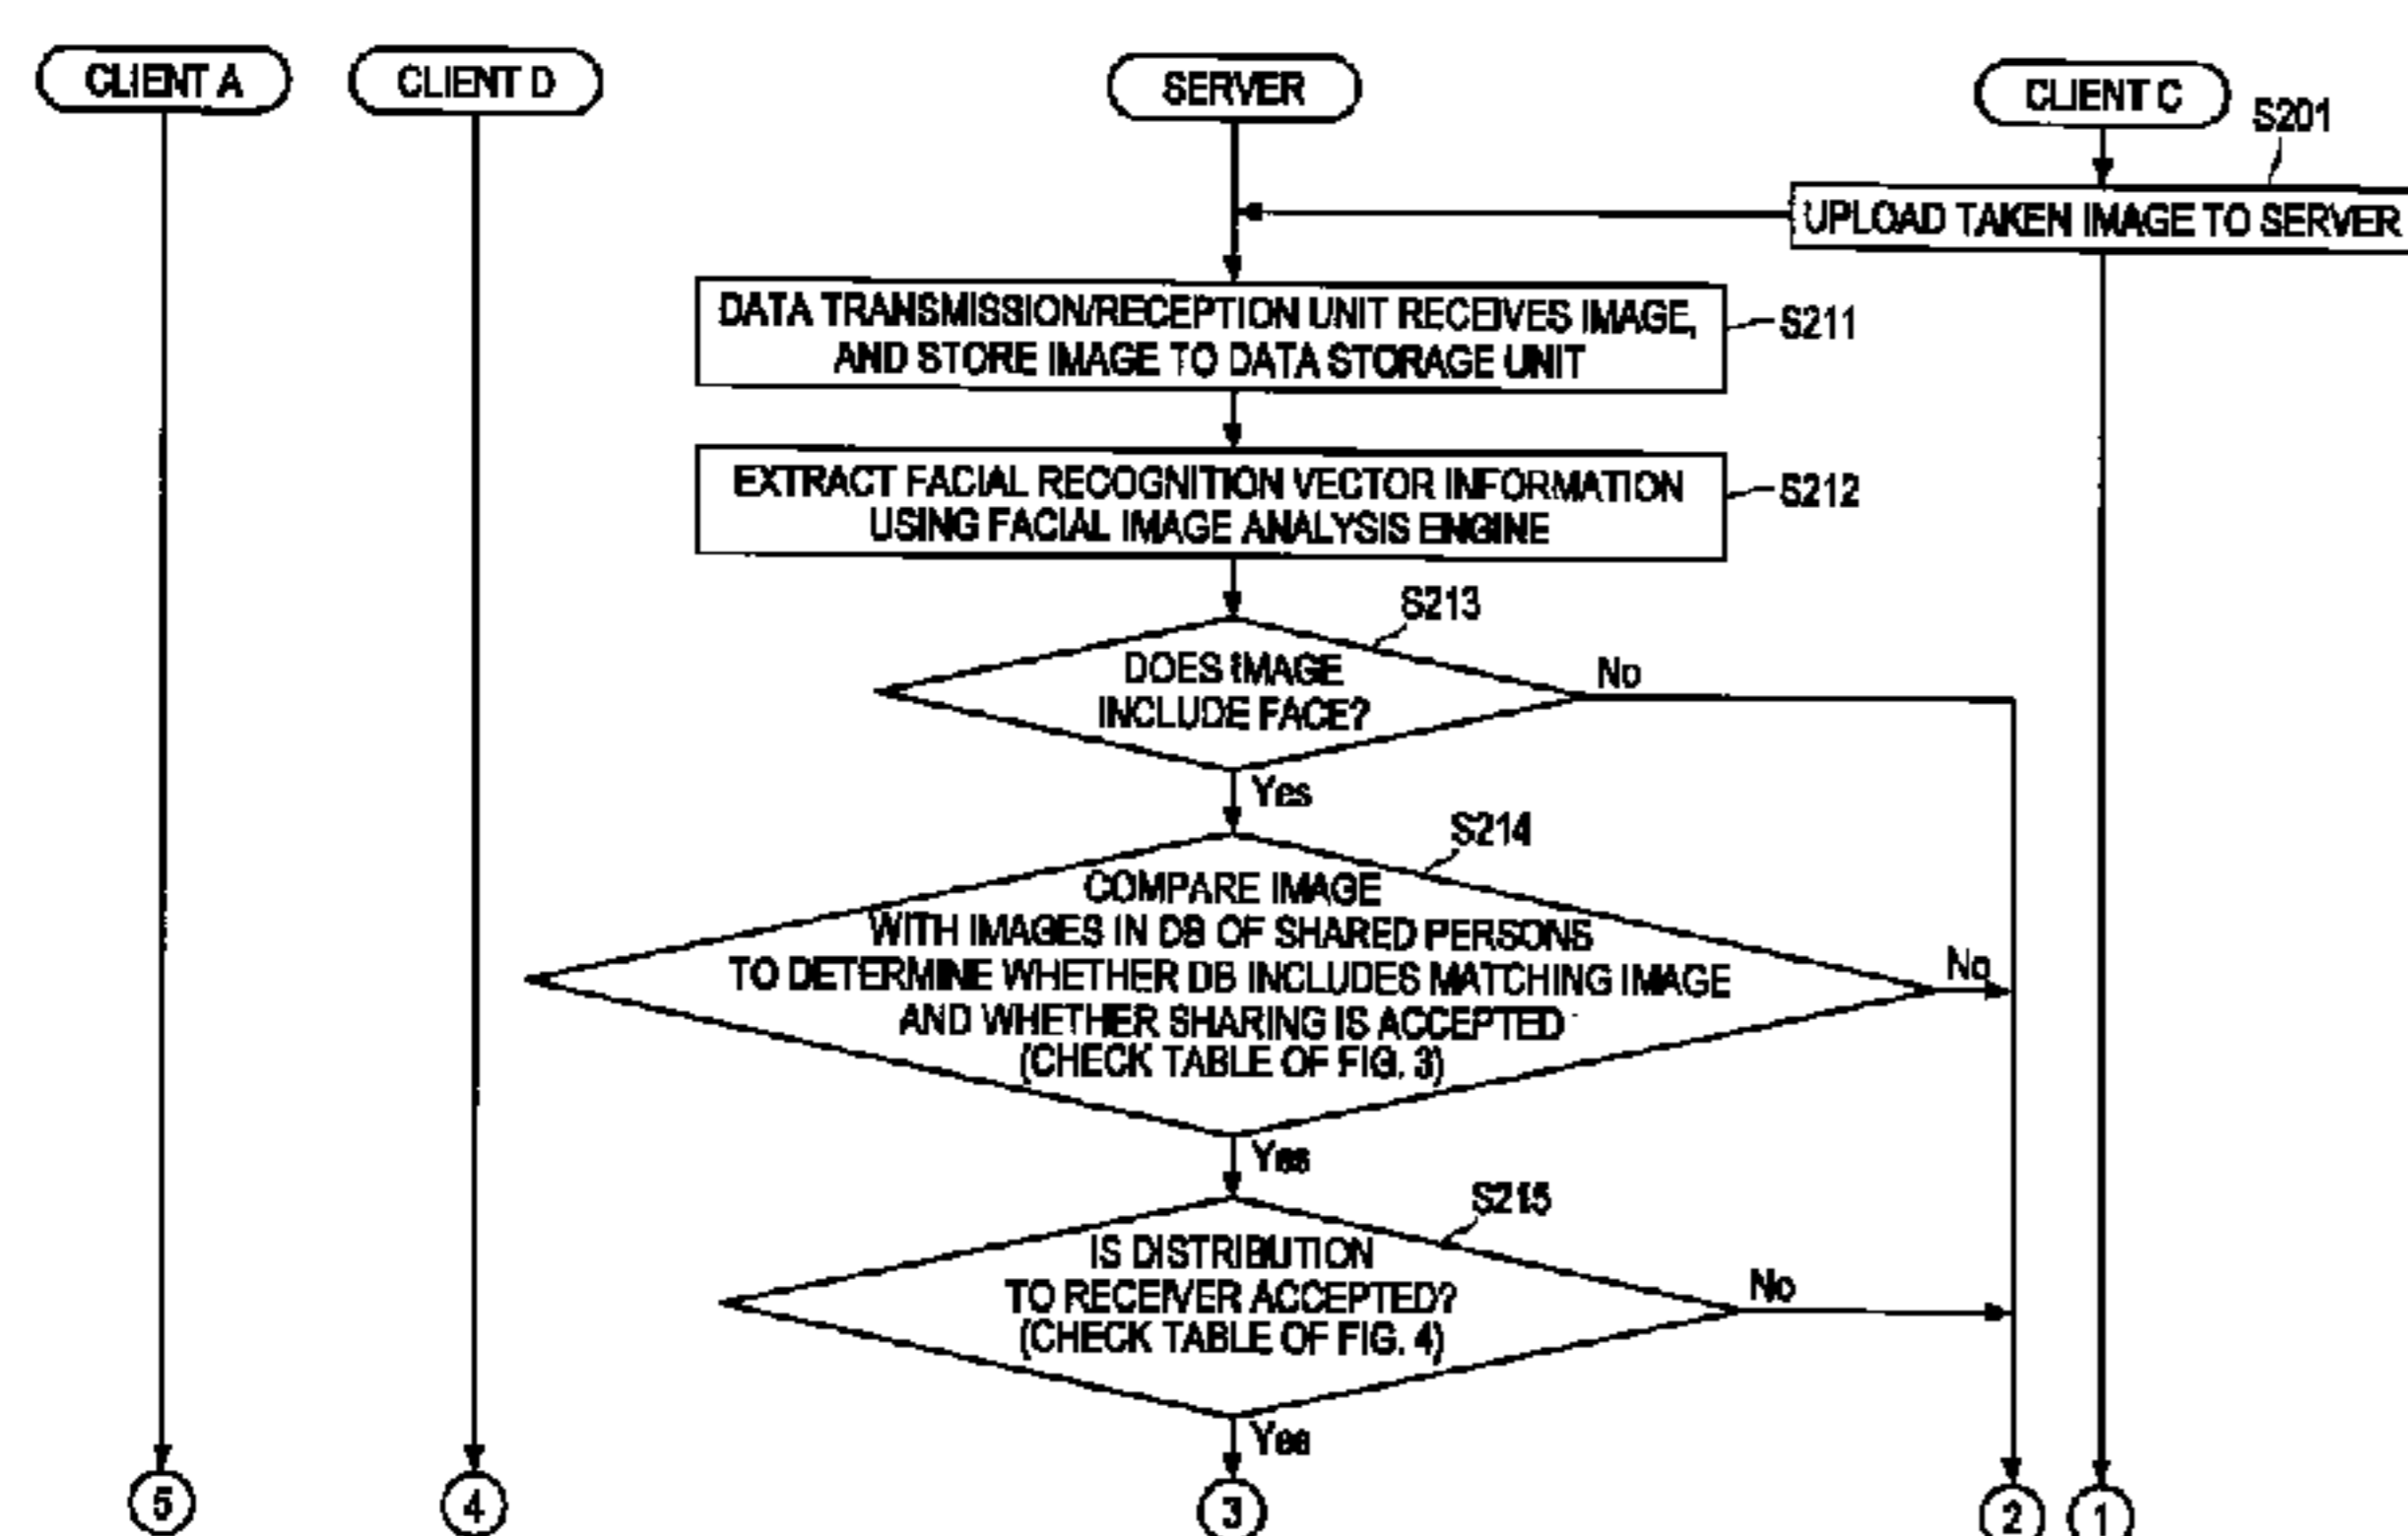 CLIENT A
CLIENT D
SERVER
CLIENT C
S201
UPLOAD TAKEN IMAGE TO SERVER
DATA TRANSMISSION/RECEPTION UNIT RECEIVES IMAGE,
AND STORE IMAGE TO DATA STORAGE UNIT
S211
EXTRACT FACIAL RECOGNITION VECTOR INFORMATION
USING FACIAL IMAGE ANALYSIS ENGINE
S212
S213
DOES IMAGE
INCLUDE FACE?
No
Yes
S214
COMPARE IMAGE
WITH IMAGES IN DB OF SHARED PERSONS
TO DETERMINE WHETHER DB INCLUDES MATCHING IMAGE
AND WHETHER SHARING IS ACCEPTED
(CHECK TABLE OF FIG. 3)
No
Yes
S215
IS DISTRIBUTION
TO RECEIVER ACCEPTED?
(CHECK TABLE OF FIG. 4)
No
Yes
5
4
3
2
1